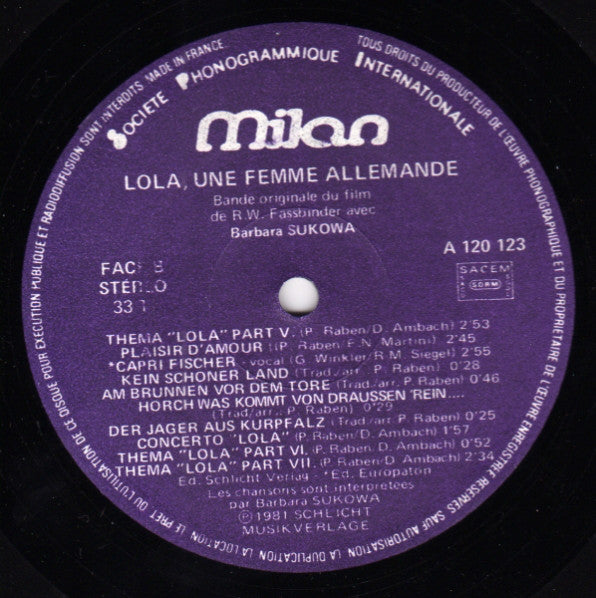 TOUS DROITS DU PRODUCTEUR DE L'ŒUVRE PHONOGRAPHIQUE ET DU PROPRIETAIRE DE L'ŒUVRE ENREGISTREE RESERVES SAUF AUTORISATION LA DUPLICATION LA LOCATION LE PRET OU L'UTILISATION DE CE DISQUE POUR EXECUTION PUBLIQUE ET RADIODIFFUSION SONT INTERDITS. MADE IN FRANCE.
SOCIETE PHONOGRAMMIQUE INTERNATIONALE
milan
LOLA, UNE FEMME ALLEMANDE
Bande originale du film
de R.W. Fassbinder avec
Barbara SUKOWA
A 120 123
FACE B
STÉREO
33
SACEM
SDRM
THEMA "LOLA" PART V. (P. Raben/D. Ambach) 2'53
PLAISIR D'AMOUR (P. Raben/F.N. Martini) 2'45
*CAPRI FISCHER - vocal (G. Winkler/R.M. Siegel) 2'55
KEIN SCHONER LAND (Trad./arr. P. Raben) 0'28
AM BRUNNEN VOR DEM TORE (Trad./arr. P. Raben) 0'46
HORCH WAS KOMMT VON DRAUSSEN 'REIN....
(Trad/arr. P. Raben) 0'29
DER JAGER AUS KURPFALZ (Trad/arr P. Raben) 0'25
CONCERTO "LOLA" (P. Raben/D. Ambach) 1'57
THEMA "LOLA" PART VI. (P. Raben D. Ambach) 0'52
THEMA "LOLA" PART VII. (P. Raben/D. Ambach) 2'34
Ed. Schlicht Verlag - *Ed. Europaton
Les chansons sont interpretées
par Barbara SUKOWA
Ⓟ 1981 SCHLICHT
MUSIKVERLAGE